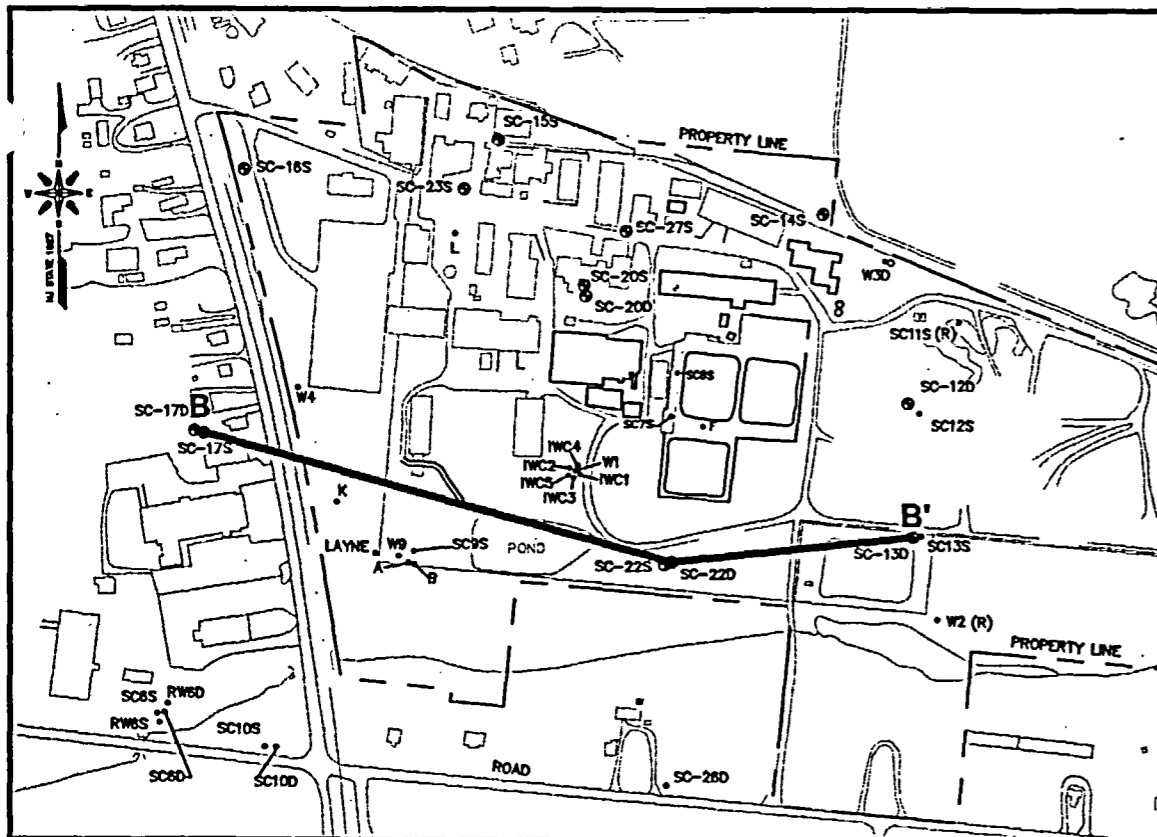 SC-15S
PROPERTY LINE
SC-16S
SC-23S
SC-14S
SC-27S
W3D
L
SC-20S
SC-20D
SC11S (R)
SC8S
SC-12D
W4
SC-17D
B
SC12S
SC7S
F
SC-17S
IWC4
IWC2
W1
IWC5
IWC1
IWC3
K
B'
LAYNE
W9
SC9S
POND
SC-13D
SC13S
A
B
SC-22S
SC-22D
W2 (R)
PROPERTY LINE
SC6S
RW6D
RW6S
SC10S
SC6D
SC10D
ROAD
SC-26D